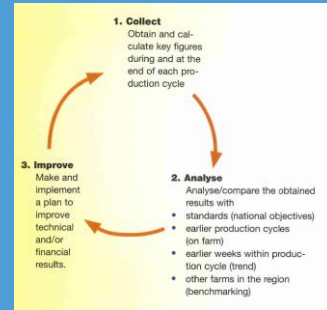 1. Collect
Obtain and cal-
culate key figures
during and at the
end of each pro-
duction cycle
2. Analyse
Analyse/compare the obtained
results with
• standards (national objectives)
• earlier production cycles
(on farm)
• earlier weeks within produc-
tion cycle (trend)
• other farms in the region
(benchmarking)
3. Improve
Make and
implement
a plan to
improve
technical
and/or
financial
results.